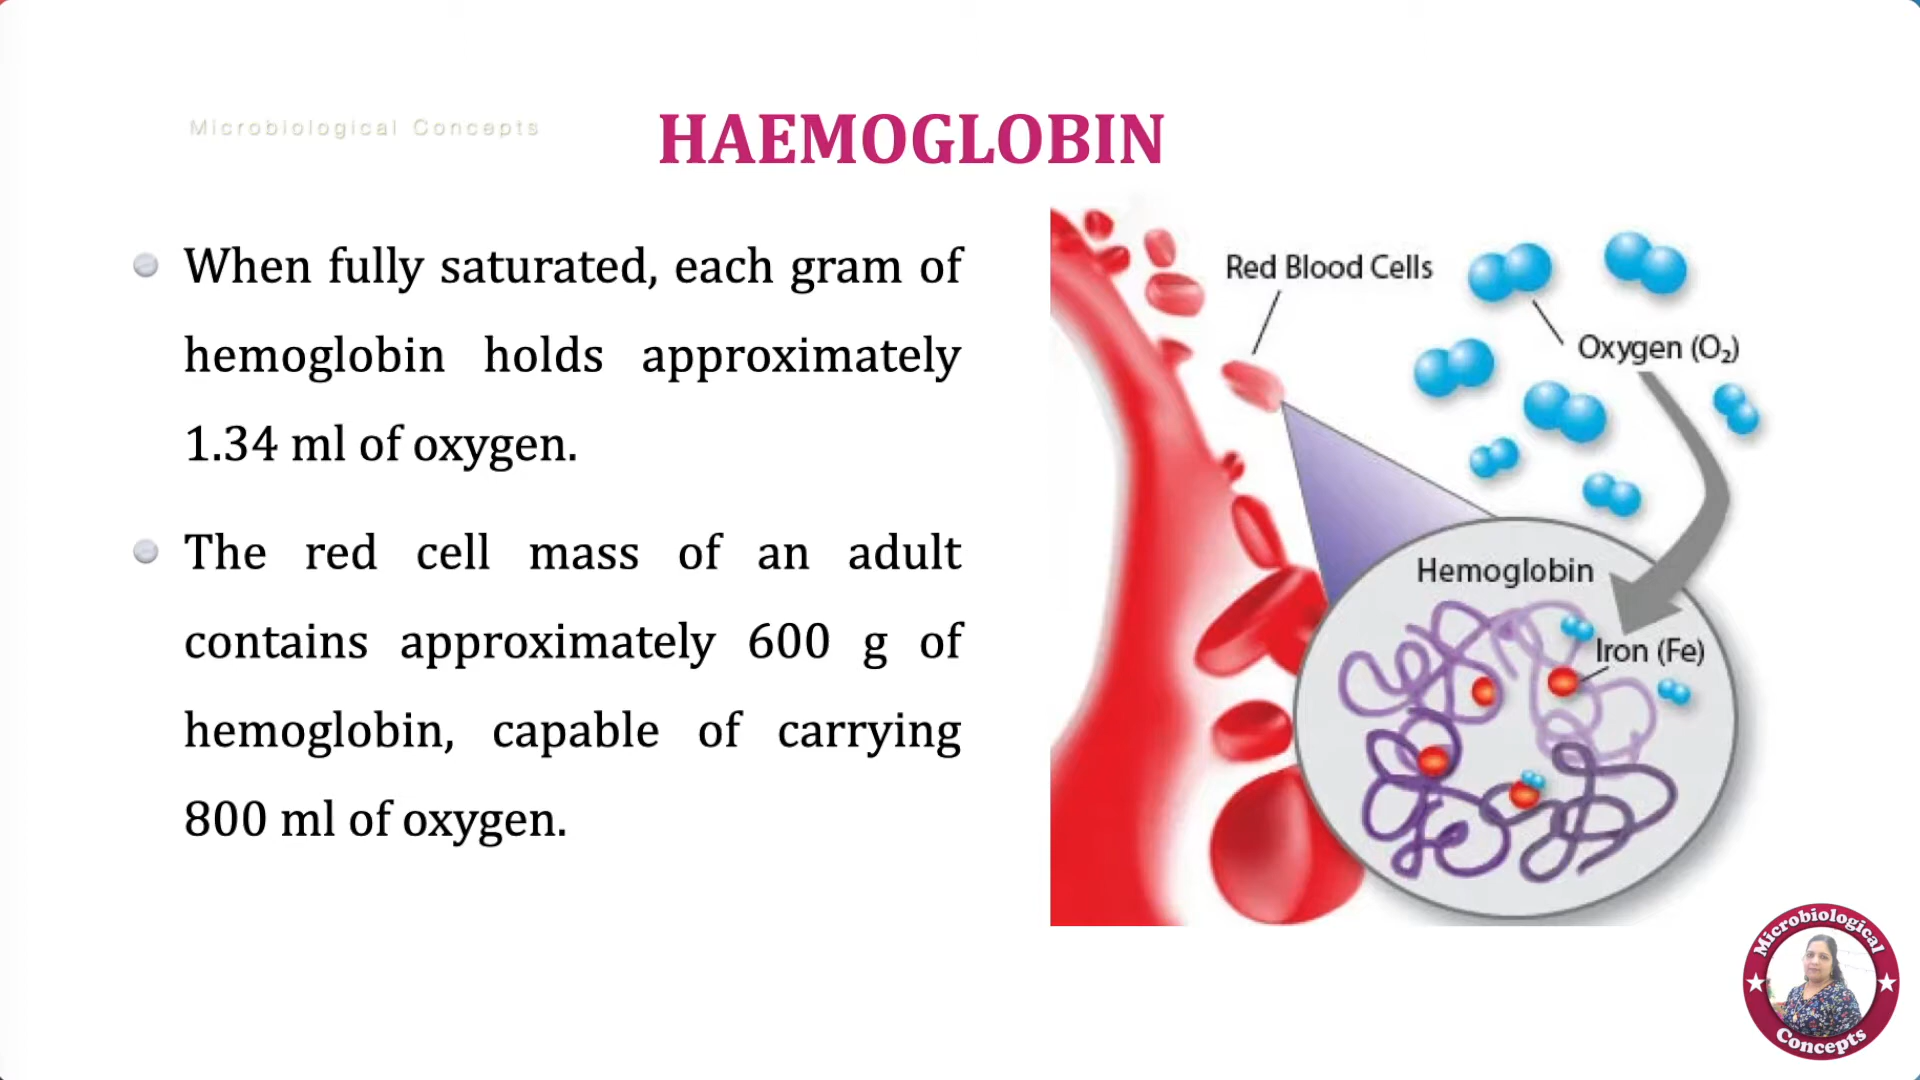 Microbiological Concepts
HAEMOGLOBIN
When fully saturated, each gram of
hemoglobin holds approximately
1.34 ml of oxygen.
The red cell mass of an adult
contains approximately 600 g of
hemoglobin, capable of carrying
800 ml of oxygen.
Red Blood Cells
Oxygen (O₂)
Hemoglobin
Iron (Fe)
Microbiological
Concepts